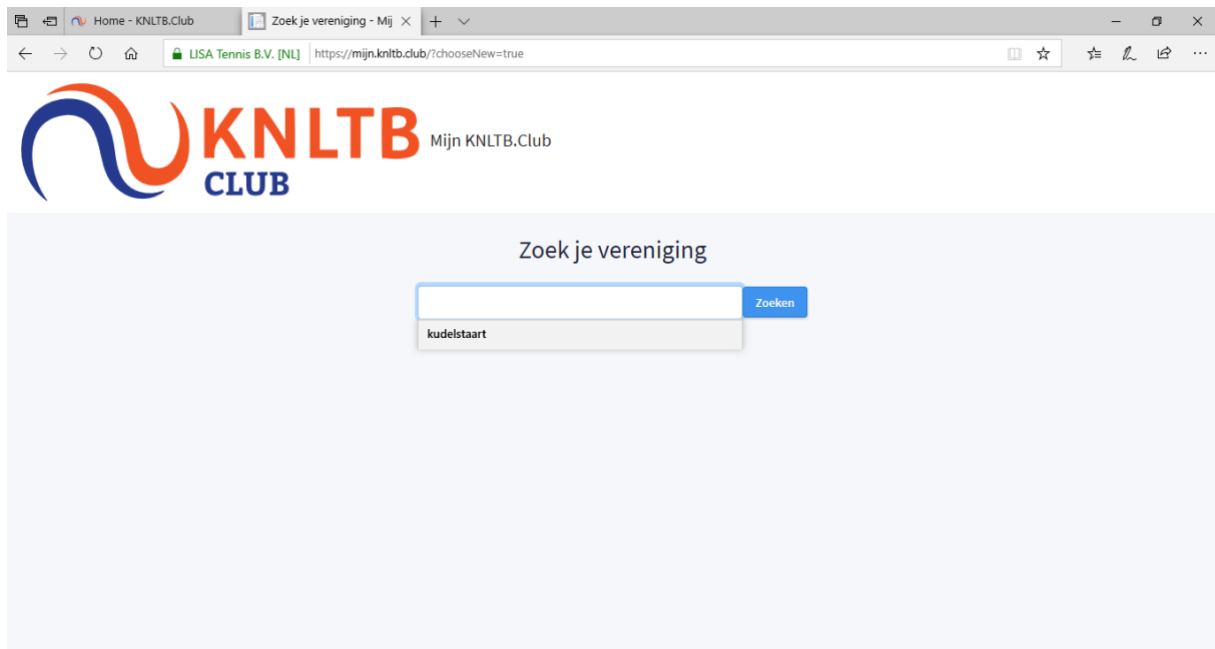 Home - KNLTB.Club
Zoek je vereniging - Mij
LISA Tennis B.V. [NL] https://mijn.knltb.club/?chooseNew=true
KNLTB
CLUB
Mijn KNLTB.Club
Zoek je vereniging
Zoeken
kudelstaart